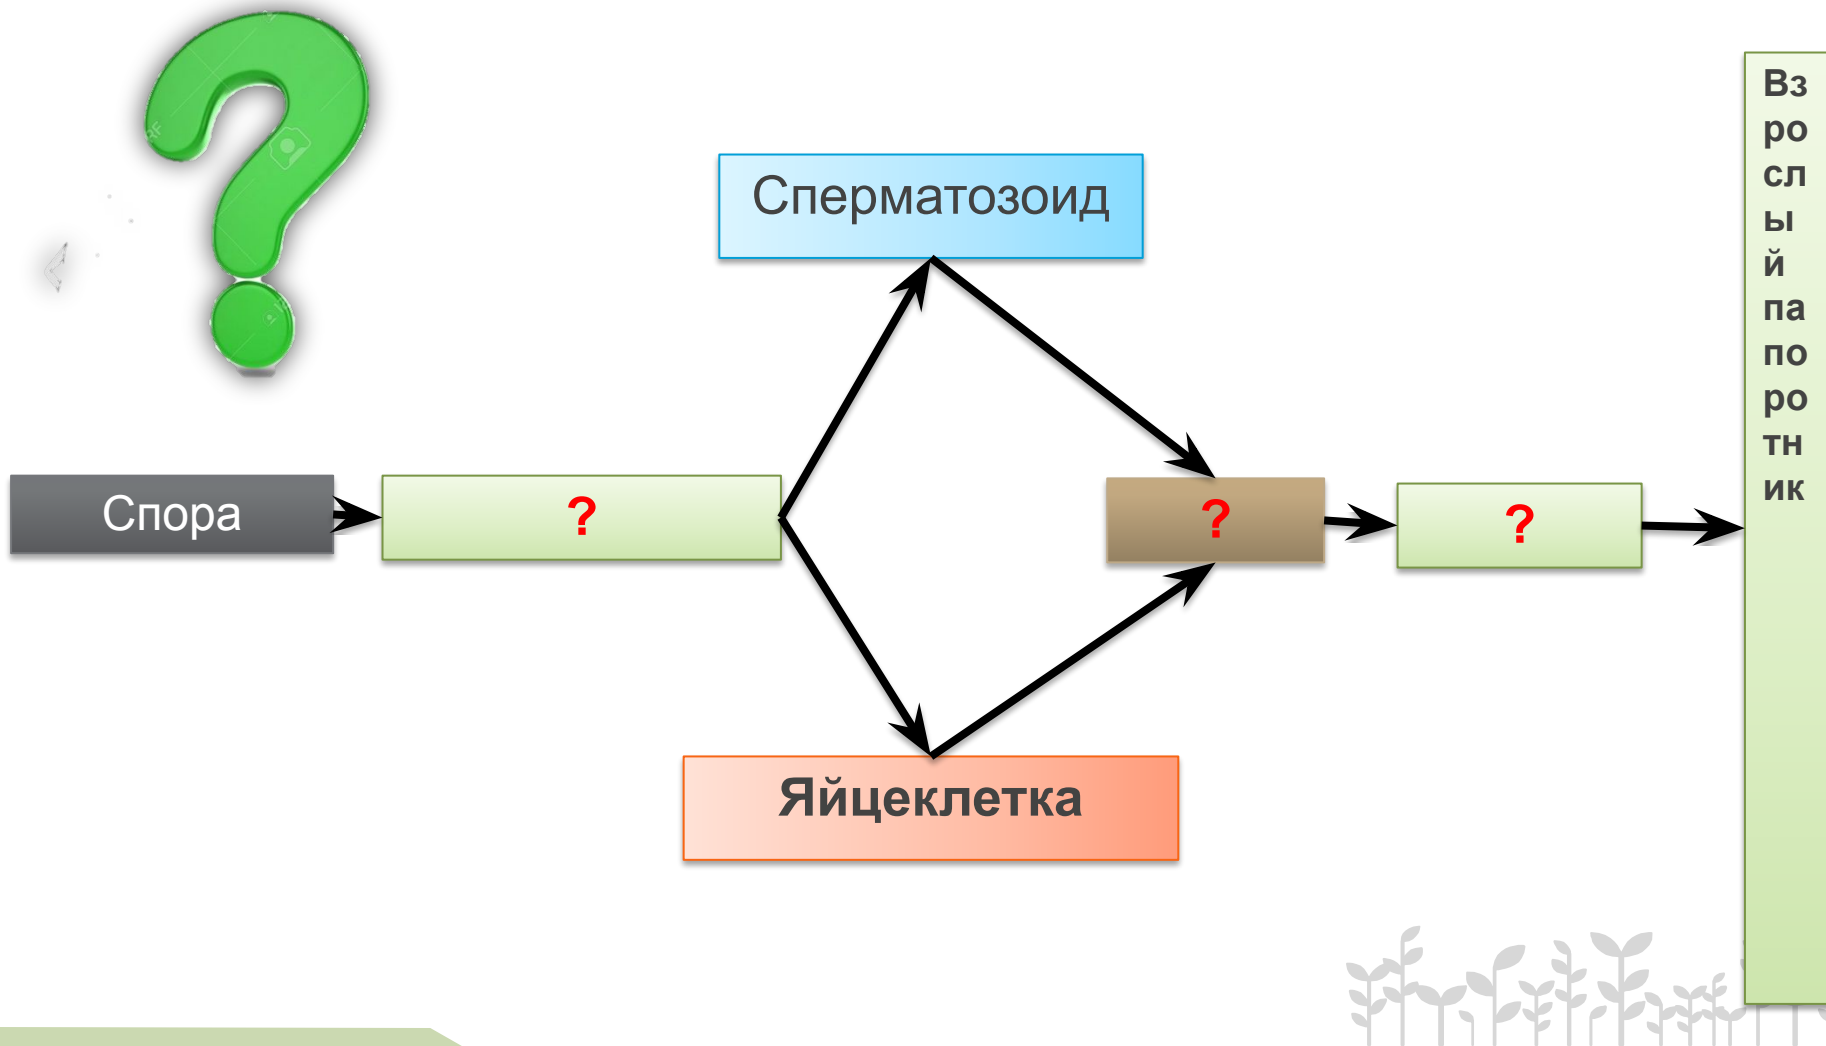 Сперматозоид
Спора
?
?
?
Яйцеклетка
Вз
ро
сл
ы
й
па
по
ро
тн
ик